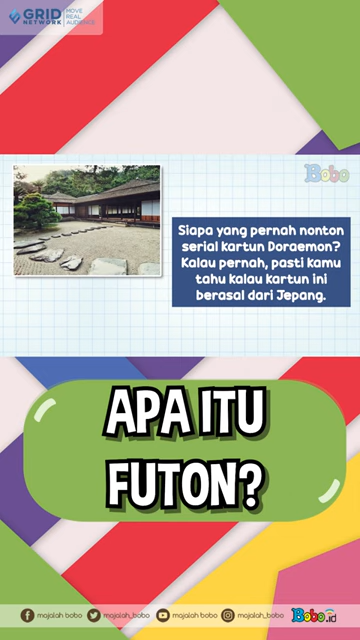 GRID NETWORK
MOVE
REAL
AUDIENCE
Bobo
Siapa yang pernah nonton
serial kartun Doraemon?
Kalau pernah, pasti kamu
tahu kalau kartun ini
berasal dari Jepang.
APA ITU
FUTON?
majalah bobo
majalah_bobo
majalah bobo
majalah_bobo
Bobo.id